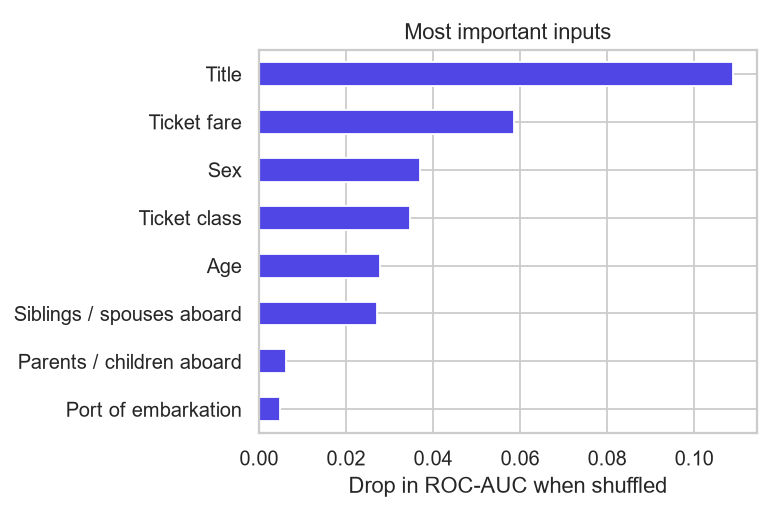 Most important inputs
Title
Ticket fare
Sex
Ticket class
Age
Siblings / spouses aboard
Parents / children aboard
Port of embarkation
0.00 0.02 0.04 0.06 0.08 0.10
Drop in ROC-AUC when shuffled